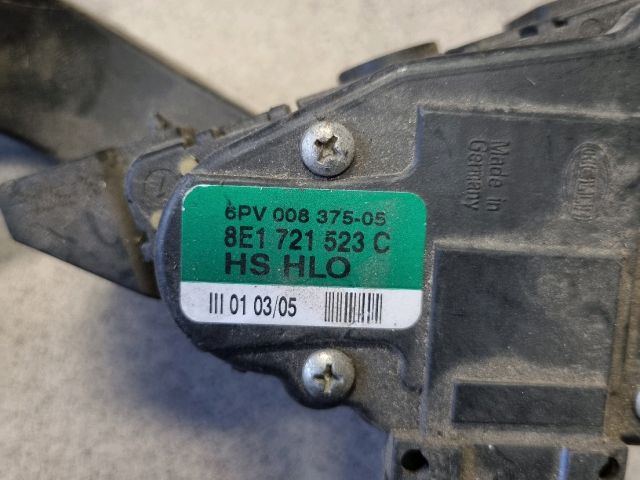 6PV 008 375-05
8E1 721 523 C
HS HLO
III 01 03/05
Made in
Germany